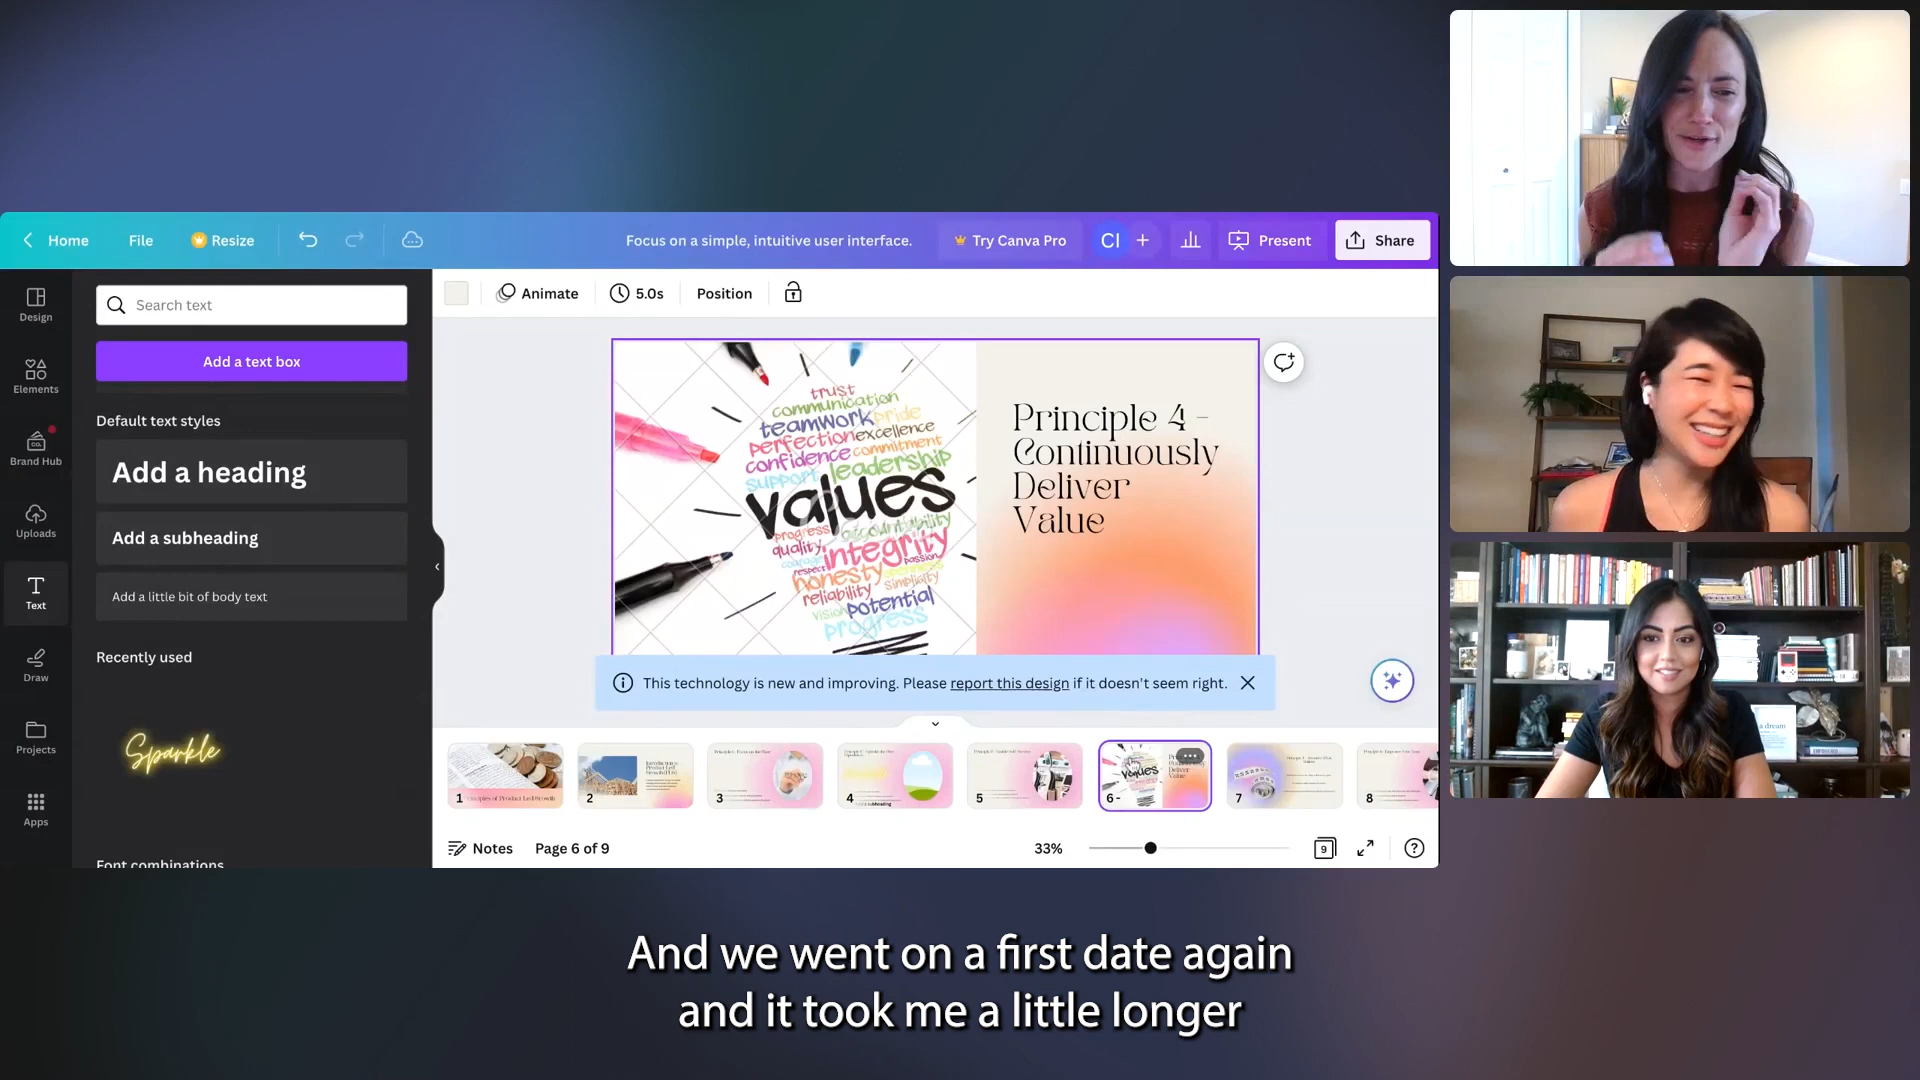 Home
File
Resize
Focus on a simple, intuitive user interface.
Try Canva Pro
CI
Present
Share
Design
Elements
Brand Hub
Uploads
Text
Draw
Projects
Apps
Search text
Add a text box
Default text styles
Add a heading
Add a subheading
Add a little bit of body text
Recently used
Sparkle
Font combinations
Animate
5.0s
Position
trust
communication
teamwork pride
perfection excellence
confidence commitment
support leadership
values
progress accountability
quality integrity
courage passion
respect
honesty
reliability simplicity
vision potential
progress
Principle 4 -
Continuously
Deliver
Value
This technology is new and improving. Please report this design if it doesn't seem right.
1
2
3
4
5
6 -
7
8
values
Deliver
Value
Notes
Page 6 of 9
33%
9
a dream
And we went on a first date again
and it took me a little longer